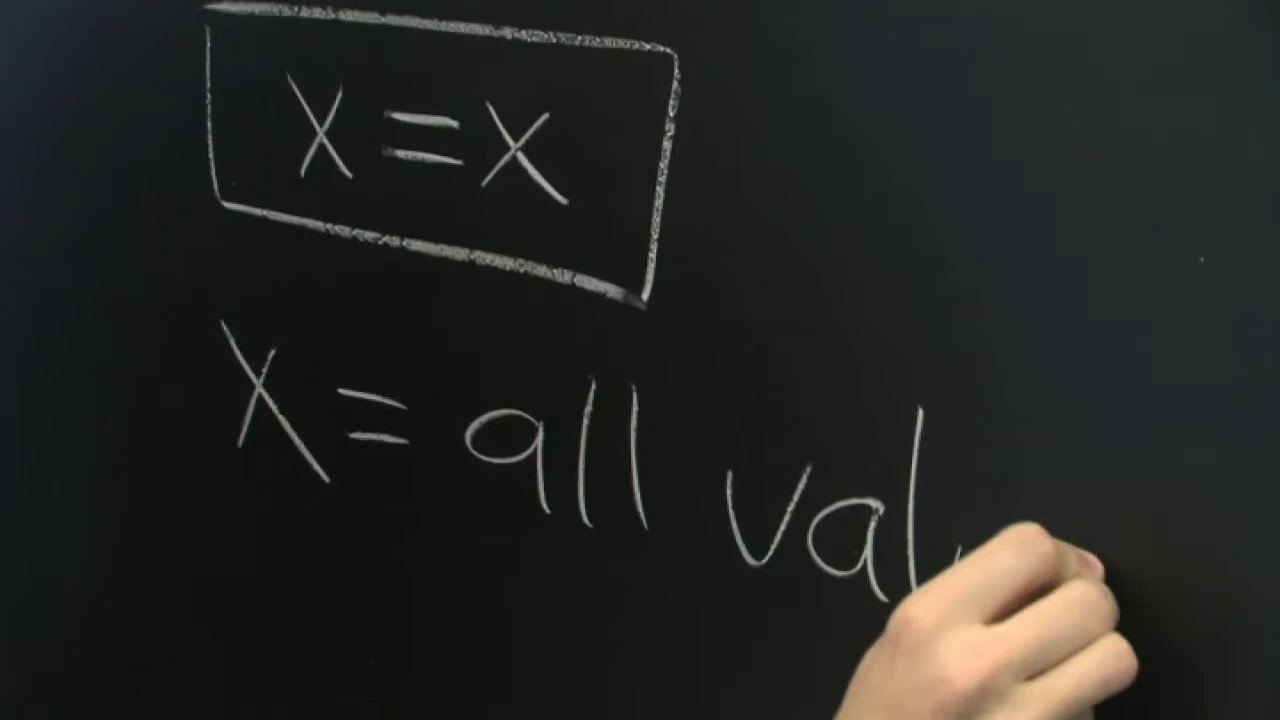 X = X
X = all val